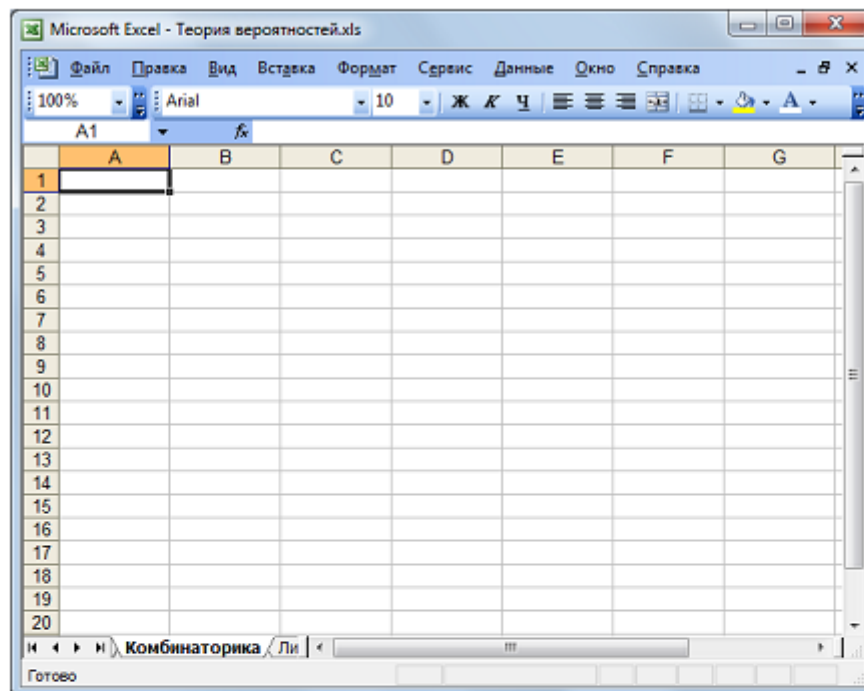 Microsoft Excel - Теория вероятностей.xls
Файл Правка Вид Вставка Формат Сервис Данные Окно Справка
100% Arial 10 Ж К Ч А
A1 fx
A B C D E F G
1
2
3
4
5
6
7
8
9
10
11
12
13
14
15
16
17
18
19
20
Комбинаторика Ли
Готово